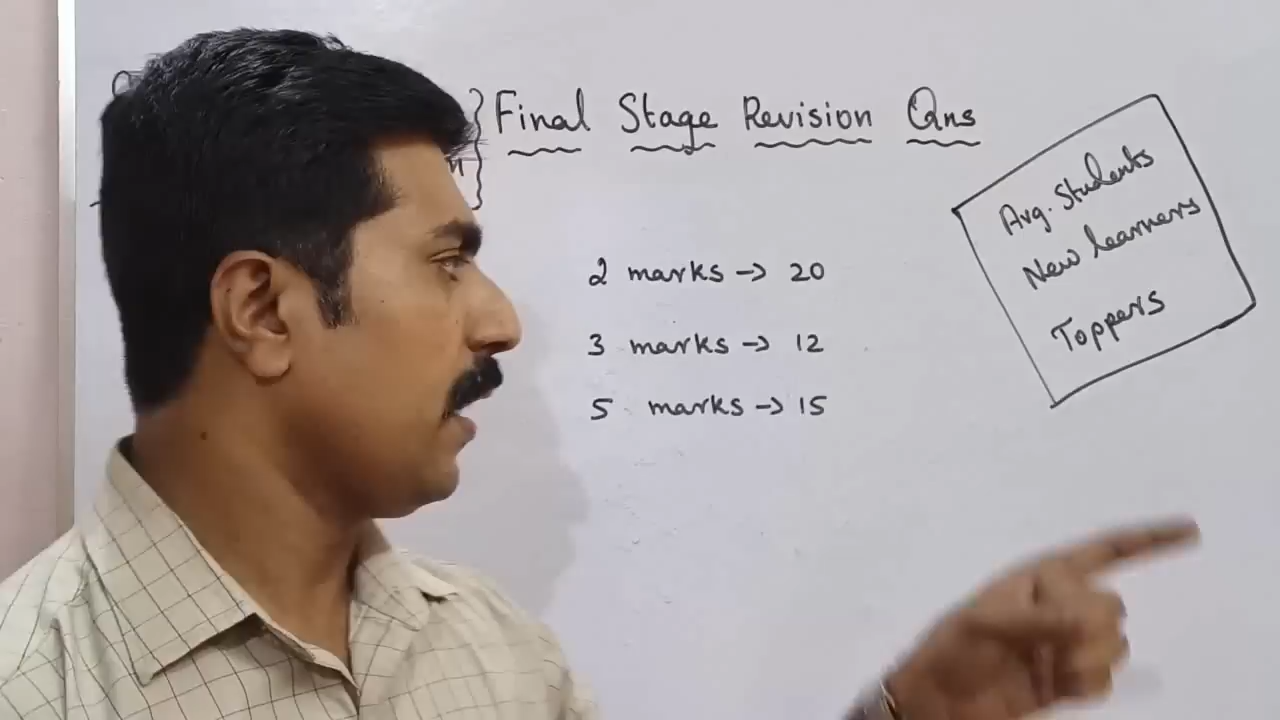 Final Stage Revision Qns
2 marks → 20
3 marks → 12
5 marks → 15
Avg. Students
New learners
Toppers